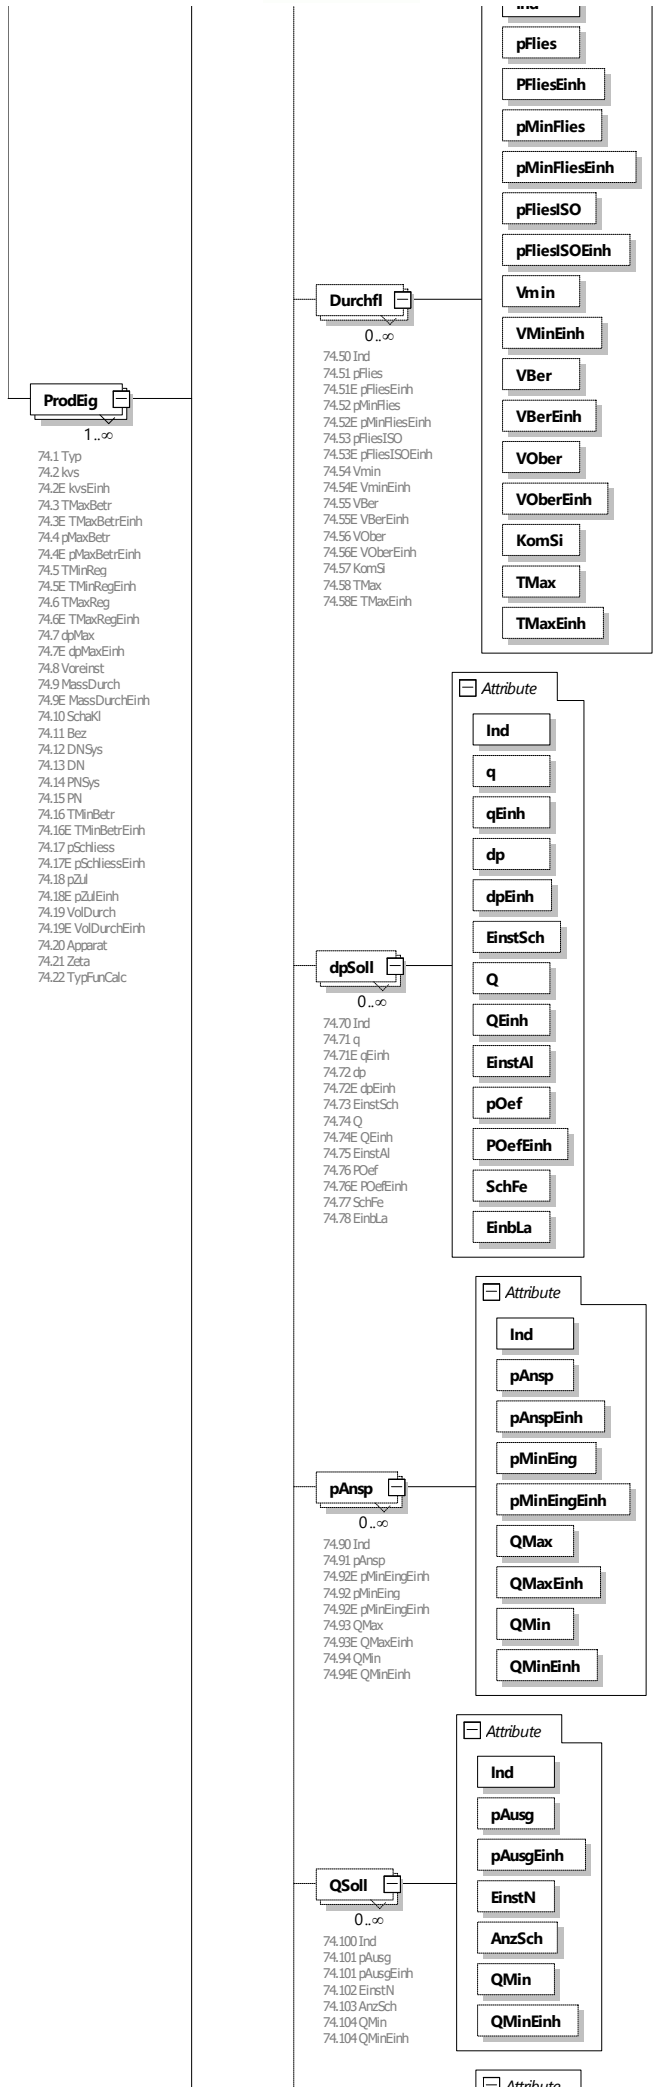 ProdEig
1..∞
74.1 Typ
74.2 kvs
74.2E kvsEinh
74.3 TMaxBetr
74.3E TMaxBetrEinh
74.4 pMaxBetr
74.4E pMaxBetrEinh
74.5 TMinReg
74.5E TMinRegEinh
74.6 TMaxReg
74.6E TMaxRegEinh
74.7 dpMax
74.7E dpMaxEinh
74.8 Voreinst
74.9 MassDurch
74.9E MassDurchEinh
74.10 SchaKl
74.11 Bez
74.12 DNSys
74.13 DN
74.14 PNSys
74.15 PN
74.16 TMinBetr
74.16E TMinBetrEinh
74.17 pSchliess
74.17E pSchliessEinh
74.18 pZul
74.18E pZulEinh
74.19 VolDurch
74.19E VolDurchEinh
74.20 Apparat
74.21 Zeta
74.22 TypFunCalc
Durchfl
0..∞
74.50 Ind
74.51 pFlies
74.51E pFliesEinh
74.52 pMinFlies
74.52E pMinFliesEinh
74.53 pFliesISO
74.53E pFliesISOEinh
74.54 Vmin
74.54E VminEinh
74.55 VBer
74.55E VBerEinh
74.56 VOber
74.56E VOberEinh
74.57 KomSi
74.58 TMax
74.58E TMaxEinh
Ind
pFlies
PFliesEinh
pMinFlies
pMinFliesEinh
pFliesISO
pFliesISOEinh
Vmin
VMinEinh
VBer
VBerEinh
VOber
VOberEinh
KomSi
TMax
TMaxEinh
dpSoll
0..∞
74.70 Ind
74.71 q
74.71E qEinh
74.72 dp
74.72E dpEinh
74.73 EinstSch
74.74 Q
74.74E QEinh
74.75 EinstAl
74.76 POef
74.76E POefEinh
74.77 SchFe
74.78 EinbLa
Attribute
Ind
q
qEinh
dp
dpEinh
EinstSch
Q
QEinh
EinstAl
pOef
POefEinh
SchFe
EinbLa
pAnsp
0..∞
74.90 Ind
74.91 pAnsp
74.92E pMinEingEinh
74.92 pMinEing
74.92E pMinEingEinh
74.93 QMax
74.93E QMaxEinh
74.94 QMin
74.94E QMinEinh
Attribute
Ind
pAnsp
pAnspEinh
pMinEing
pMinEingEinh
QMax
QMaxEinh
QMin
QMinEinh
QSoll
0..∞
74.100 Ind
74.101 pAusg
74.101 pAusgEinh
74.102 EinstN
74.103 AnzSch
74.104 QMin
74.104 QMinEinh
Attribute
Ind
pAusg
pAusgEinh
EinstN
AnzSch
QMin
QMinEinh
Attribute